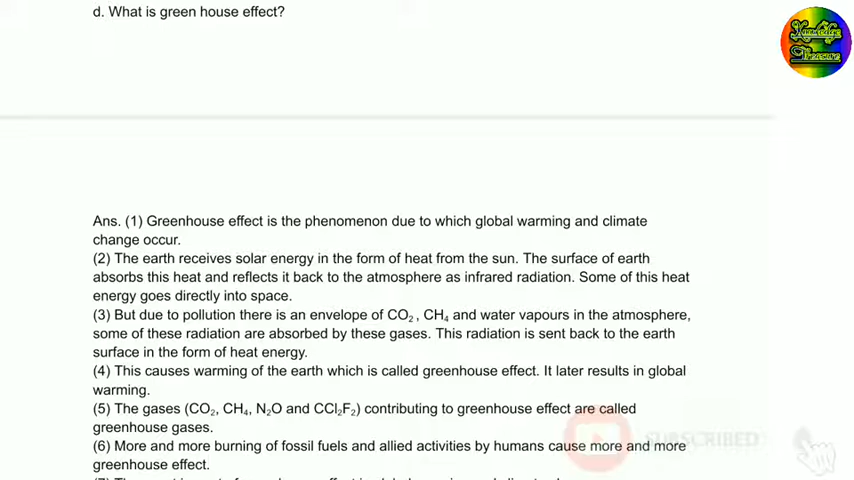 d. What is green house effect?
Knowledge
Treasure
Ans. (1) Greenhouse effect is the phenomenon due to which global warming and climate
change occur.
(2) The earth receives solar energy in the form of heat from the sun. The surface of earth
absorbs this heat and reflects it back to the atmosphere as infrared radiation. Some of this heat
energy goes directly into space.
(3) But due to pollution there is an envelope of CO₂ , CH₄ and water vapours in the atmosphere,
some of these radiation are absorbed by these gases. This radiation is sent back to the earth
surface in the form of heat energy.
(4) This causes warming of the earth which is called greenhouse effect. It later results in global
warming.
(5) The gases (CO₂, CH₄, N₂O and CCl₂F₂) contributing to greenhouse effect are called
greenhouse gases.
SUBSCRIBED
(6) More and more burning of fossil fuels and allied activities by humans cause more and more
greenhouse effect.